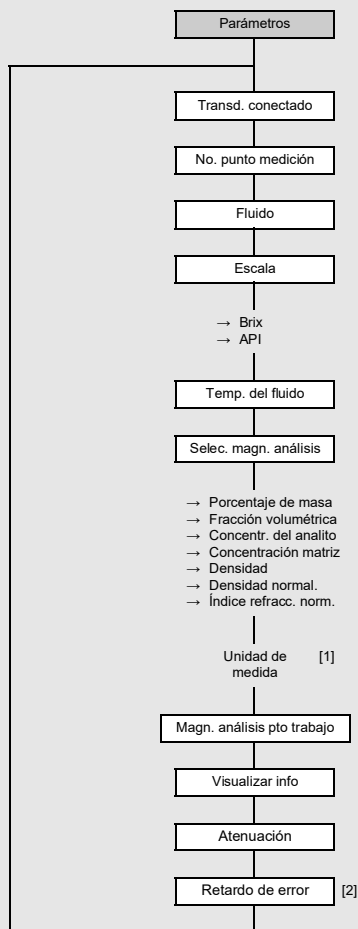 Parámetros
Transd. conectado
No. punto medición
Fluido
Escala
→ Brix
→ API
Temp. del fluido
Selec. magn. análisis
→ Porcentaje de masa
→ Fracción volumétrica
→ Concentr. del analito
→ Concentración matriz
→ Densidad
→ Densidad normal.
→ Índice refracc. norm.
Unidad de [1]
medida
Magn. análisis pto trabajo
Visualizar info
Atenuación
Retardo de error [2]